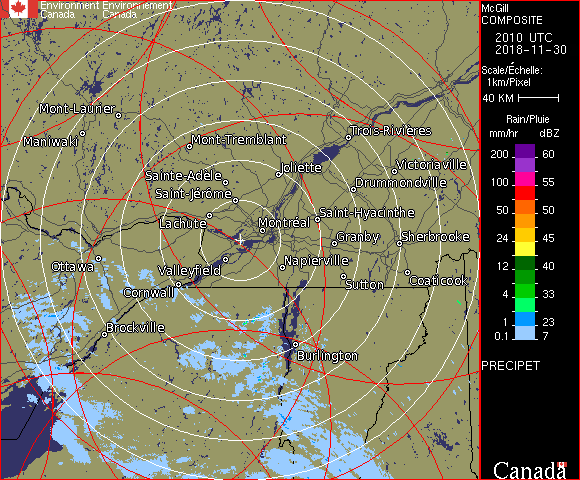 Environment Environnement
Canada Canada
Mont-Laurier
Maniwaki
Mont-Tremblant
Trois-Rivières
Joliette
Victoriaville
Sainte-Adèle
Drummondville
Saint-Jérôme
Saint-Hyacinthe
Lachute
Montréal
Granby
Sherbrooke
Ottawa
Valleyfield
Napierville
Cornwall
Sutton
Coaticook
Brockville
Burlington
McGill
COMPOSITE
2010 UTC
2018-11-30
Scale/Échelle:
1km/Pixel
40 KM
Rain/Pluie
mm/hr dBZ
200 60
55
100 55
50 50
24 45
12 40
4 33
1 23
0.1 7
PRECIPET
Canada